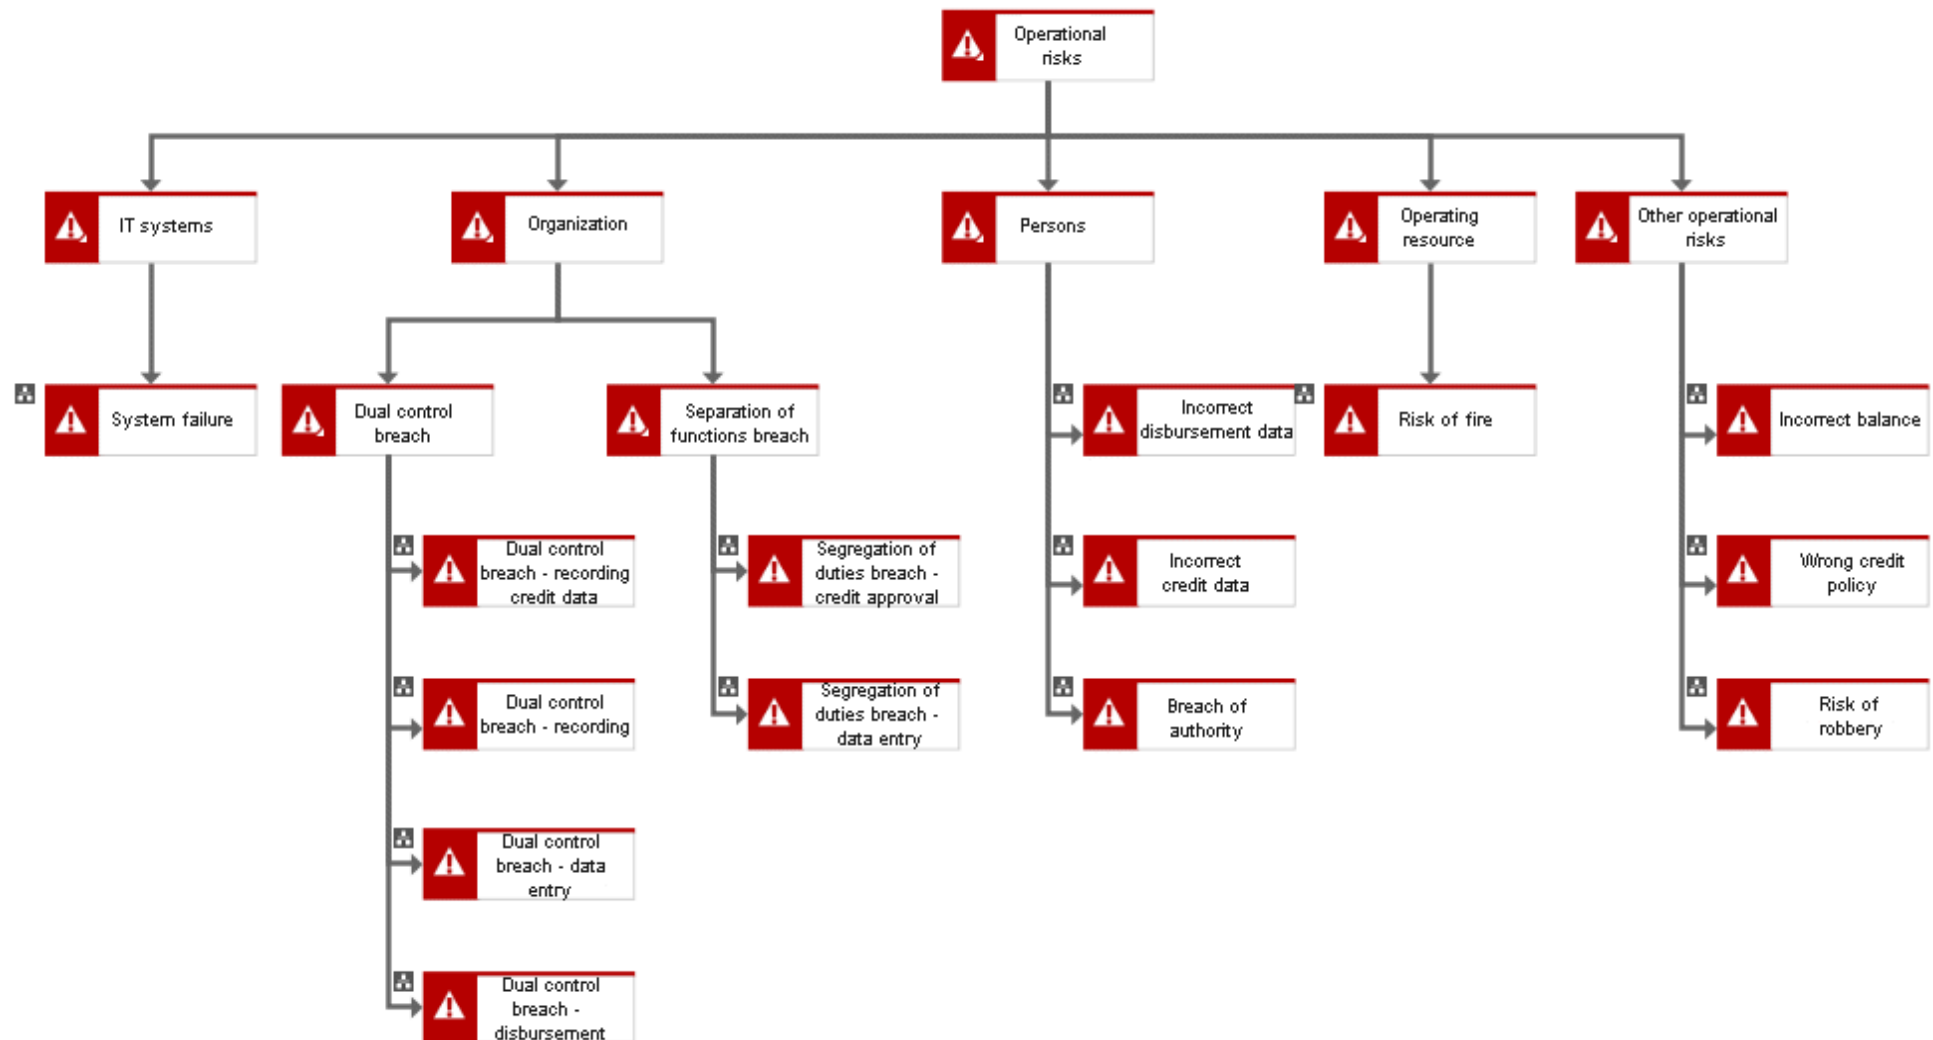 Operational
risks
IT systems
Organization
Persons
Operating
resource
Other operational
risks
System failure
Dual control
breach
Separation of
functions breach
Incorrect
disbursement data
Risk of fire
Incorrect balance
Dual control
breach - recording
credit data
Segregation of
duties breach -
credit approval
Incorrect
credit data
Wrong credit
policy
Dual control
breach - recording
Segregation of
duties breach -
data entry
Breach of
authority
Risk of
robbery
Dual control
breach - data
entry
Dual control
breach -
disbursement